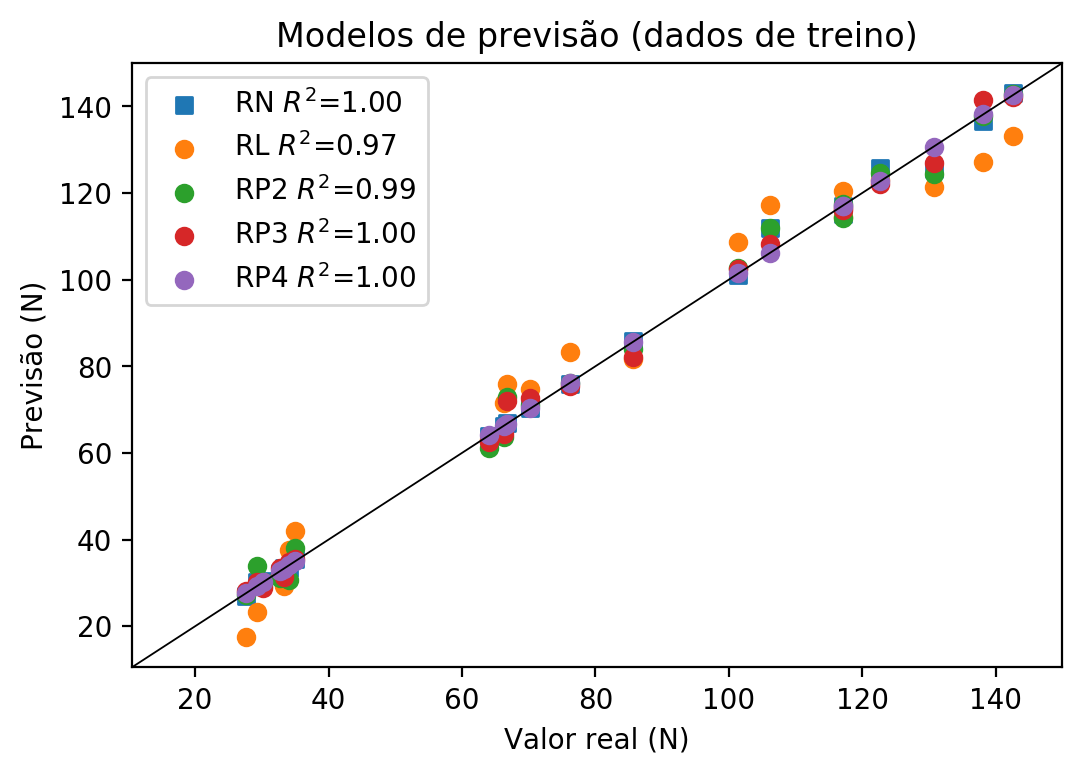 Modelos de previsão (dados de treino)
RN R²=1.00
RL R²=0.97
RP2 R²=0.99
RP3 R²=1.00
RP4 R²=1.00
Previsão (N)
140
120
100
80
60
40
20
20 40 60 80 100 120 140
Valor real (N)